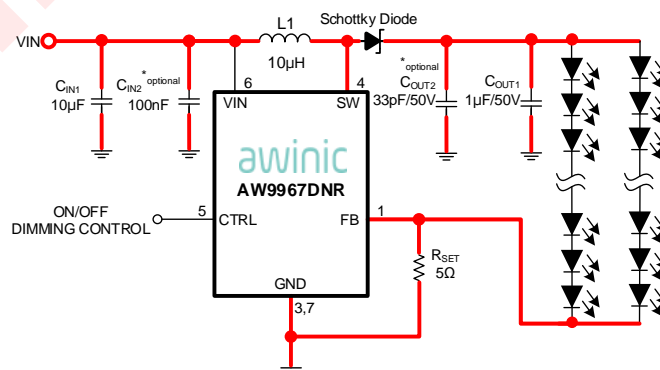 L1
Schottky Diode
VIN
10μH
*optional
*optional
CIN1
10μF
CIN2
100nF
6
4
COUT2
33pF/50V
COUT1
1μF/50V
VIN
SW
awinic
AW9967DNR
ON/OFF
DIMMING CONTROL
5
CTRL
FB
1
RSET
5Ω
GND
3,7